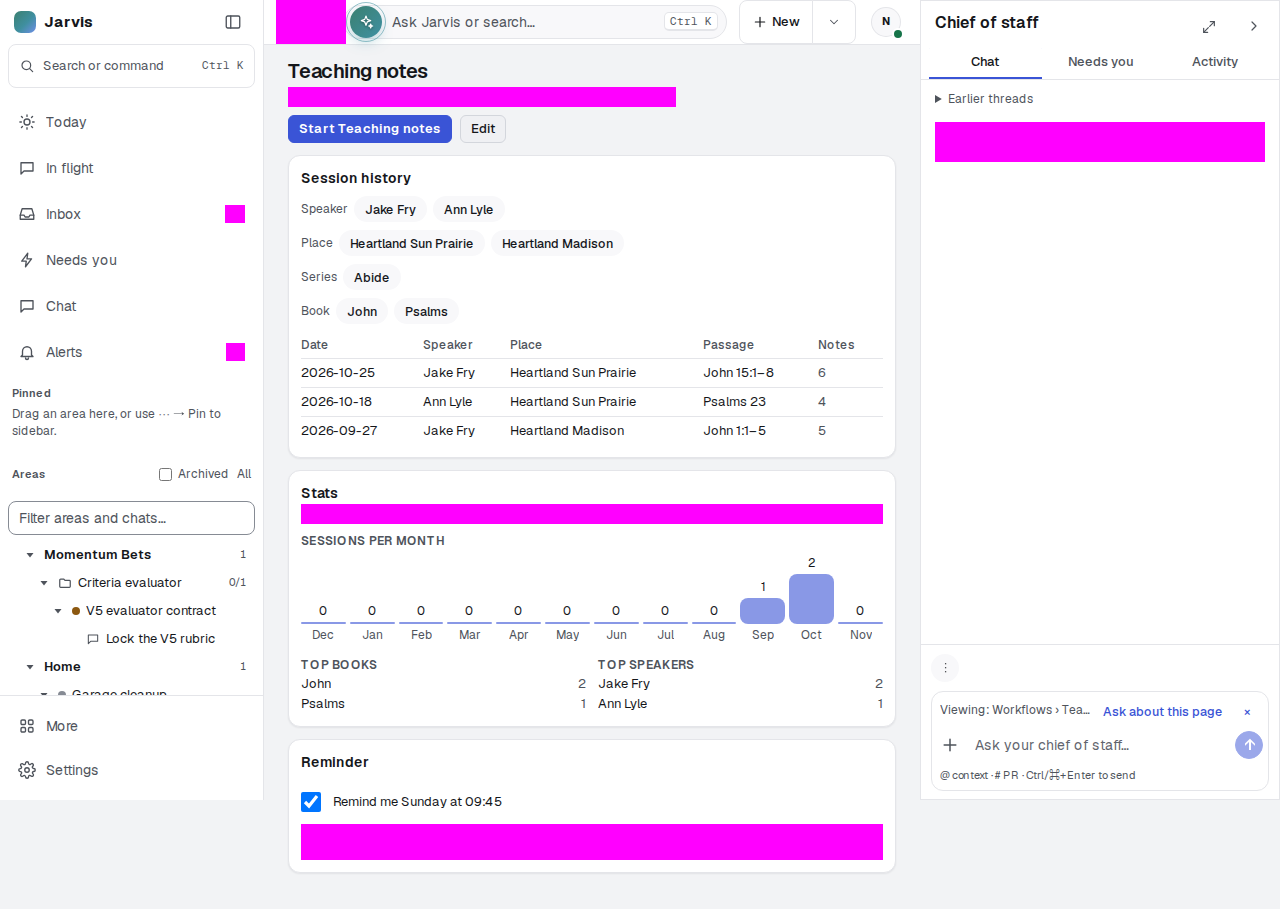 Jarvis
Search or command Ctrl K
Today
In flight
Inbox
Needs you
Chat
Alerts
Pinned
Drag an area here, or use ··· → Pin to
sidebar.
Areas Archived All
Filter areas and chats…
Momentum Bets 1
Criteria evaluator 0/1
V5 evaluator contract
Lock the V5 rubric
Home 1
Garage cleanup
More
Settings
Ask Jarvis or search… Ctrl K
New
N
Teaching notes
Start Teaching notes Edit
Session history
Speaker Jake Fry Ann Lyle
Place Heartland Sun Prairie Heartland Madison
Series Abide
Book John Psalms
Date Speaker Place Passage Notes
2026-10-25 Jake Fry Heartland Sun Prairie John 15:1–8 6
2026-10-18 Ann Lyle Heartland Sun Prairie Psalms 23 4
2026-09-27 Jake Fry Heartland Madison John 1:1–5 5
Stats
SESSIONS PER MONTH
0 0 0 0 0 0 0 0 0 1 2 0
Dec Jan Feb Mar Apr May Jun Jul Aug Sep Oct Nov
TOP BOOKS
John 2
Psalms 1
TOP SPEAKERS
Jake Fry 2
Ann Lyle 1
Reminder
Remind me Sunday at 09:45
Chief of staff
Chat Needs you Activity
Earlier threads
Viewing: Workflows › Tea… Ask about this page ×
Ask your chief of staff…
@ context · # PR · Ctrl/⌘+Enter to send